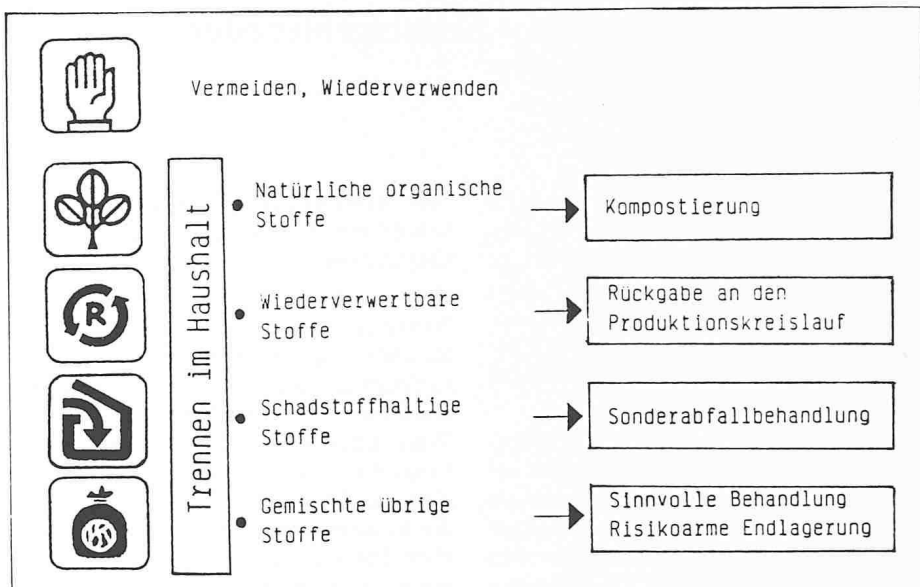 Vermeiden, Wiederverwenden
Trennen im Haushalt
Natürliche organische
Stoffe
Kompostierung
R
Wiederverwertbare
Stoffe
Rückgabe an den
Produktionskreislauf
Schadstoffhaltige
Stoffe
Sonderabfallbehandlung
Gemischte übrige
Stoffe
Sinnvolle Behandlung
Risikoarme Endlagerung